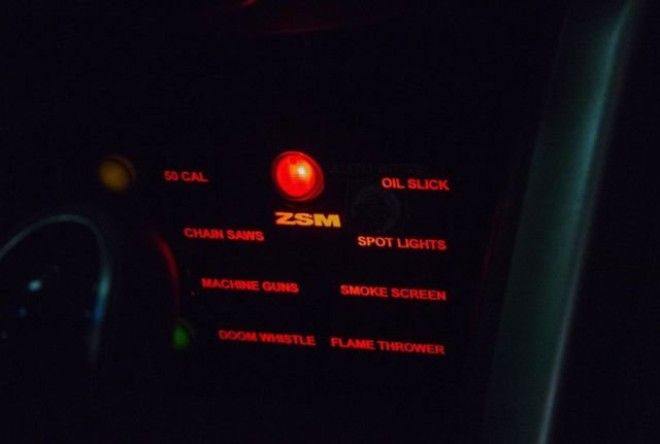 50 CAL
OIL SLICK
ZSM
CHAIN SAWS
SPOT LIGHTS
MACHINE GUNS
SMOKE SCREEN
DOOM WHISTLE
FLAME THROWER